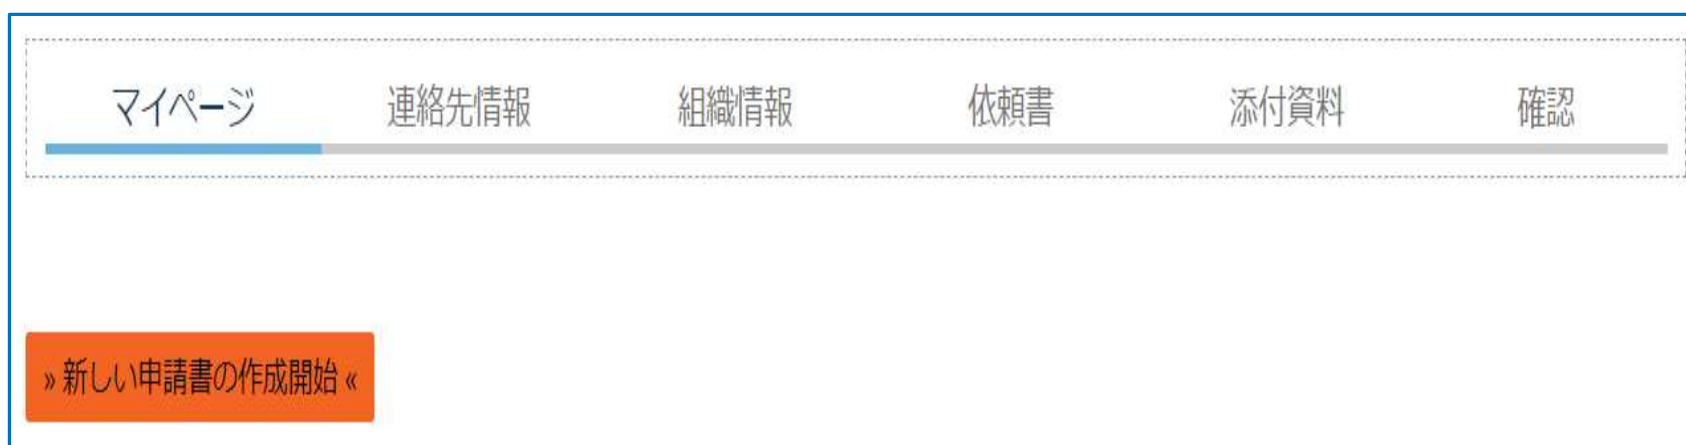 マイページ 連絡先情報 組織情報 依頼書 添付資料 確認
» 新しい申請書の作成開始 «